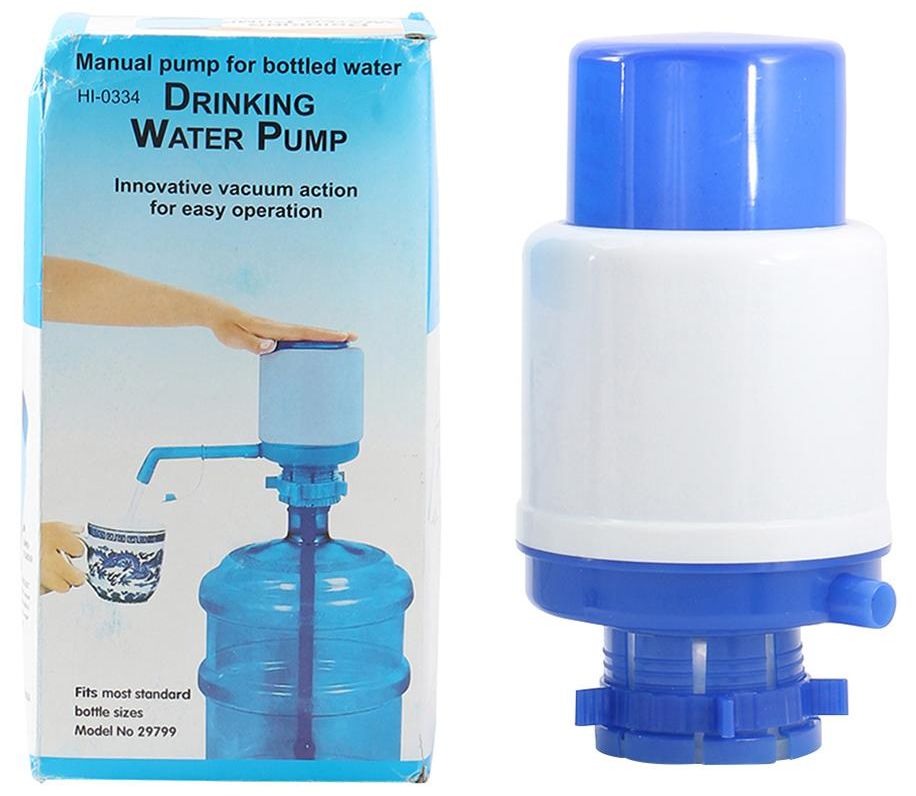 Manual pump for bottled water
HI-0334 DRINKING
WATER PUMP
Innovative vacuum action
for easy operation
Fits most standard
bottle sizes
Model No 29799